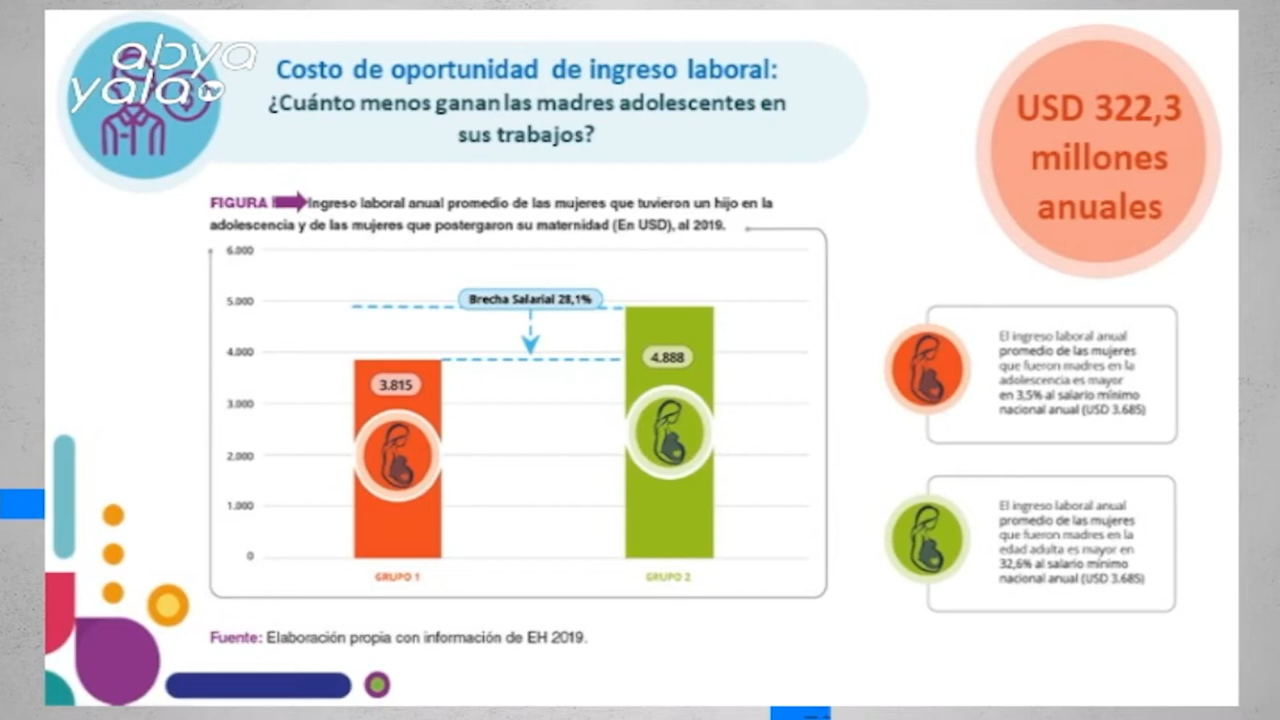 abya
yala tv
Costo de oportunidad de ingreso laboral:
¿Cuánto menos ganan las madres adolescentes en
sus trabajos?
USD 322,3
millones
anuales
FIGURA Ingreso laboral anual promedio de las mujeres que tuvieron un hijo en la
adolescencia y de las mujeres que postergaron su maternidad (En USD), al 2019.
6.000
5.000
4.000
3.000
2.000
1.000
0
Brecha Salarial 28,1%
3.815
4.888
GRUPO 1
GRUPO 2
El ingreso laboral anual
promedio de las mujeres
que fueron madres en la
adolescencia es mayor
en 3,5% al salario mínimo
nacional anual (USD 3.685)
El ingreso laboral anual
promedio de las mujeres
que fueron madres en la
edad adulta es mayor en
32,6% al salario mínimo
nacional anual (USD 3.685)
Fuente: Elaboración propia con información de EH 2019.